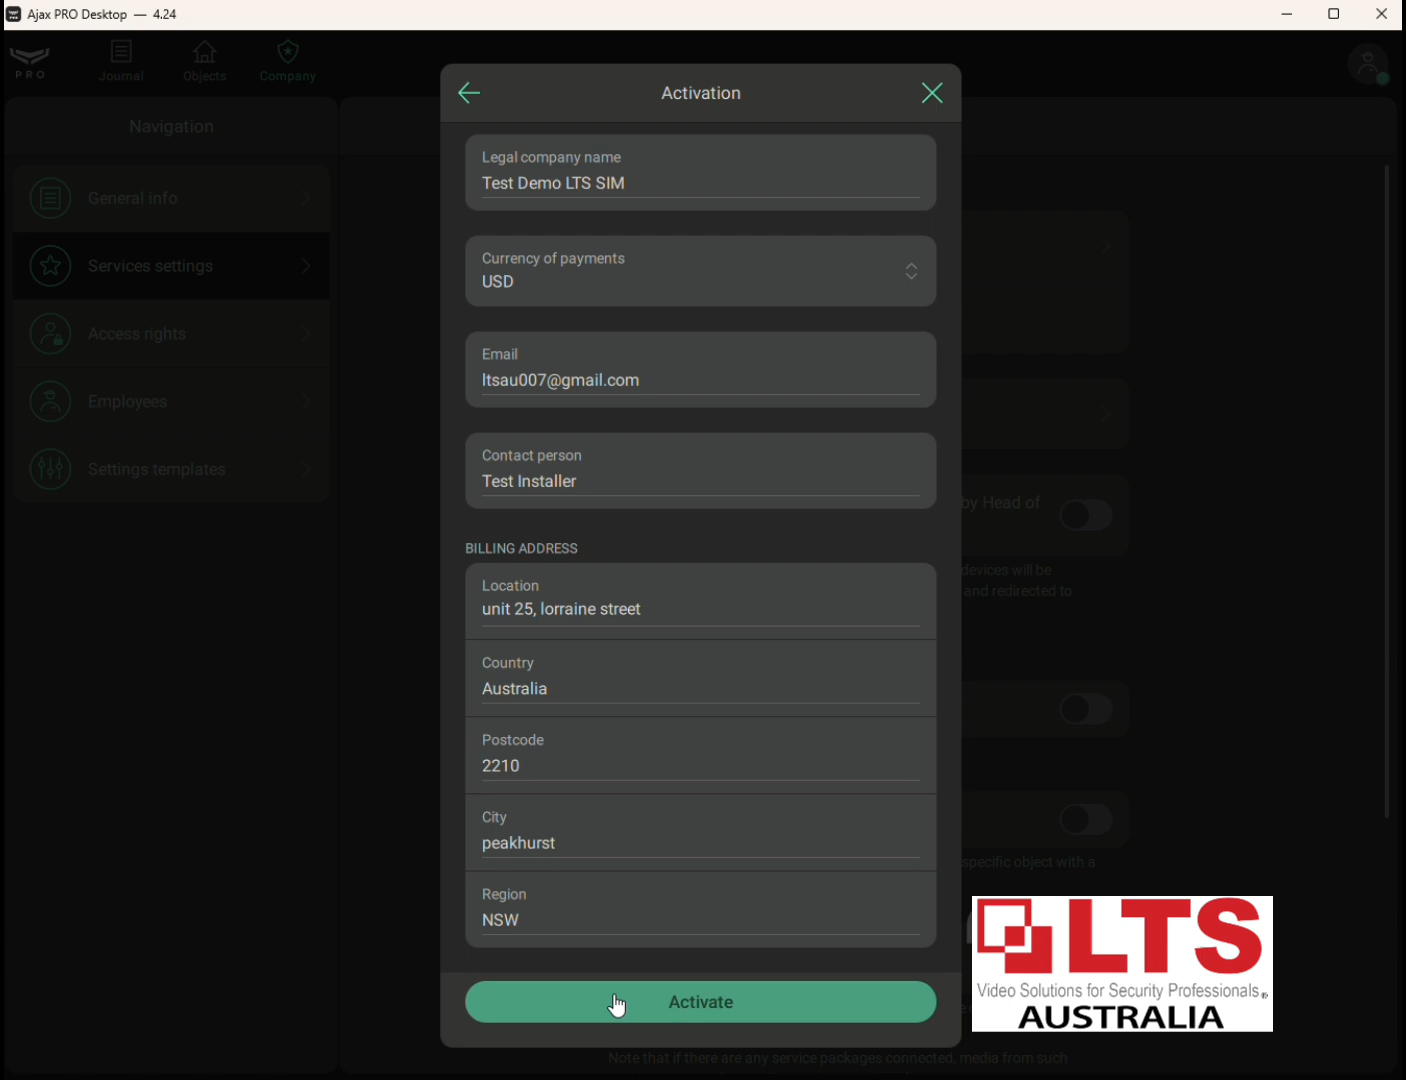 Ajax PRO Desktop — 4.24
PRO
Journal
Objects
Company
Navigation
General info
Services settings
Access rights
Employees
Settings templates
Activation
Legal company name
Test Demo LTS SIM
Currency of payments
USD
Email
ltsau007@gmail.com
Contact person
Test Installer
BILLING ADDRESS
Location
unit 25, lorraine street
Country
Australia
Postcode
2210
City
peakhurst
Region
NSW
Activate
by Head of
devices will be
and redirected to
specific object with a
LTS
Video Solutions for Security Professionals®
AUSTRALIA
Note that if there are any service packages connected, media from such